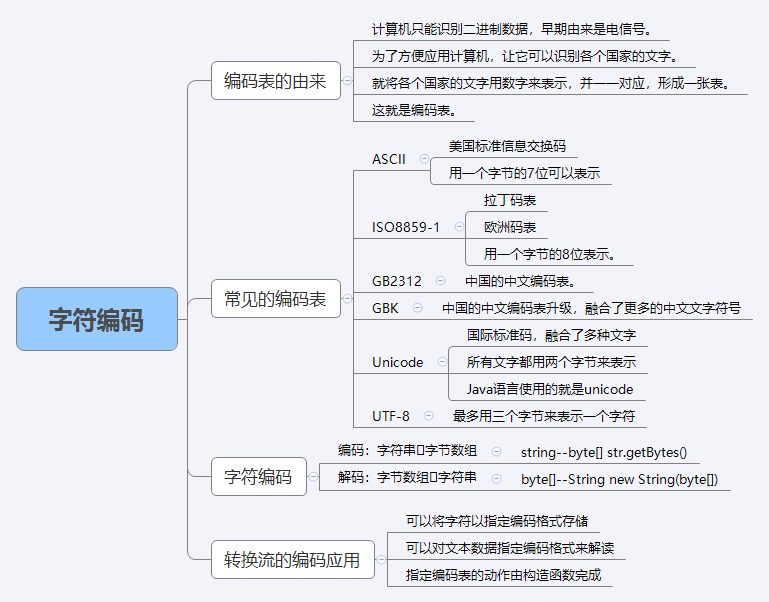 字符编码
编码表的由来
计算机只能识别二进制数据，早期由来是电信号。
为了方便应用计算机，让它可以识别各个国家的文字。
就将各个国家的文字用数字来表示，并一一对应，形成一张表。
这就是编码表。
常见的编码表
ASCII
美国标准信息交换码
用一个字节的7位可以表示
ISO8859-1
拉丁码表
欧洲码表
用一个字节的8位表示。
GB2312
中国的中文编码表。
GBK
中国的中文编码表升级，融合了更多的中文文字符号
Unicode
国际标准码，融合了多种文字
所有文字都用两个字节来表示
Java语言使用的就是unicode
UTF-8
最多用三个字节来表示一个字符
字符编码
编码：字符串▯字节数组
string--byte[] str.getBytes()
解码：字节数组▯字符串
byte[]--String new String(byte[])
转换流的编码应用
可以将字符以指定编码格式存储
可以对文本数据指定编码格式来解读
指定编码表的动作由构造函数完成